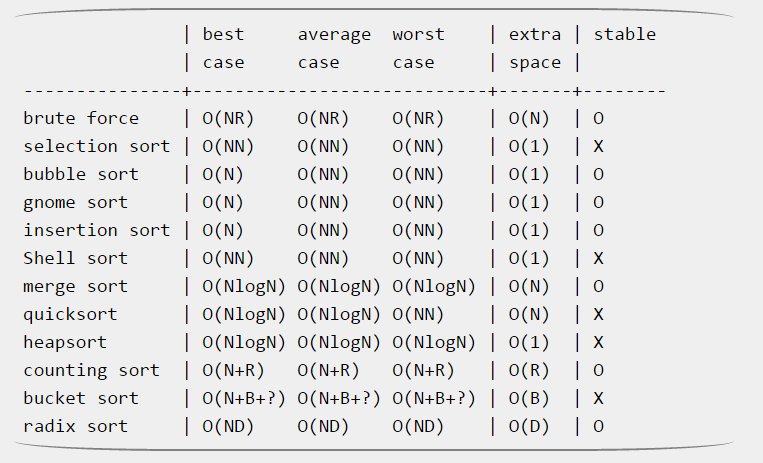 | best average worst | extra | stable
| case case case | space |
---------------+----------------------------+-------+--------
brute force | O(NR) O(NR) O(NR) | O(N) | O
selection sort | O(NN) O(NN) O(NN) | O(1) | X
bubble sort | O(N) O(NN) O(NN) | O(1) | O
gnome sort | O(N) O(NN) O(NN) | O(1) | O
insertion sort | O(N) O(NN) O(NN) | O(1) | O
Shell sort | O(NN) O(NN) O(NN) | O(1) | X
merge sort | O(NlogN) O(NlogN) O(NlogN) | O(N) | O
quicksort | O(NlogN) O(NlogN) O(NN) | O(N) | X
heapsort | O(NlogN) O(NlogN) O(NlogN) | O(1) | X
counting sort | O(N+R) O(N+R) O(N+R) | O(R) | O
bucket sort | O(N+B+?) O(N+B+?) O(N+B+?) | O(B) | X
radix sort | O(ND) O(ND) O(ND) | O(D) | O